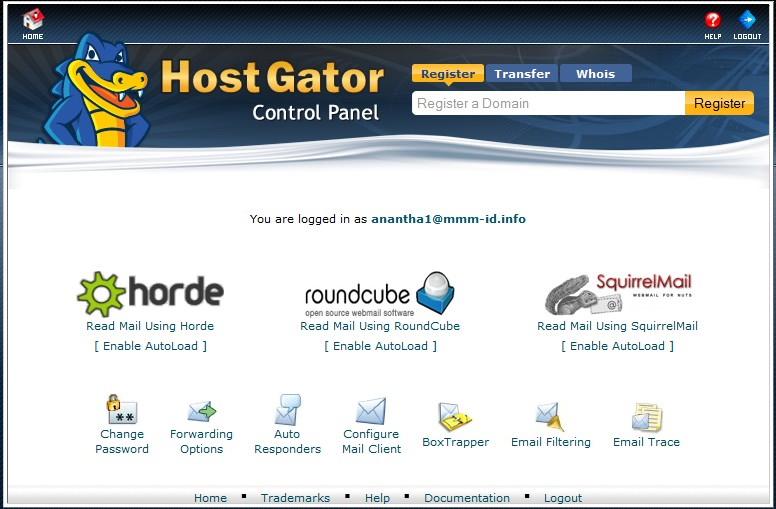 HOME
HELP
LOGOUT
Host Gator
Control Panel
Register
Transfer
Whois
Register a Domain
Register
You are logged in as anantha1@mmm-id.info
horde
roundcube
open source webmail software
SquirrelMail
WEBMAIL FOR NUTS
@
Read Mail Using Horde
Read Mail Using RoundCube
Read Mail Using SquirrelMail
[ Enable AutoLoad ]
[ Enable AutoLoad ]
[ Enable AutoLoad ]
**
Change
Password
Forwarding
Options
Auto
Responders
Configure
Mail Client
BoxTrapper
Email Filtering
Email Trace
Home ▪ Trademarks ▪ Help ▪ Documentation ▪ Logout